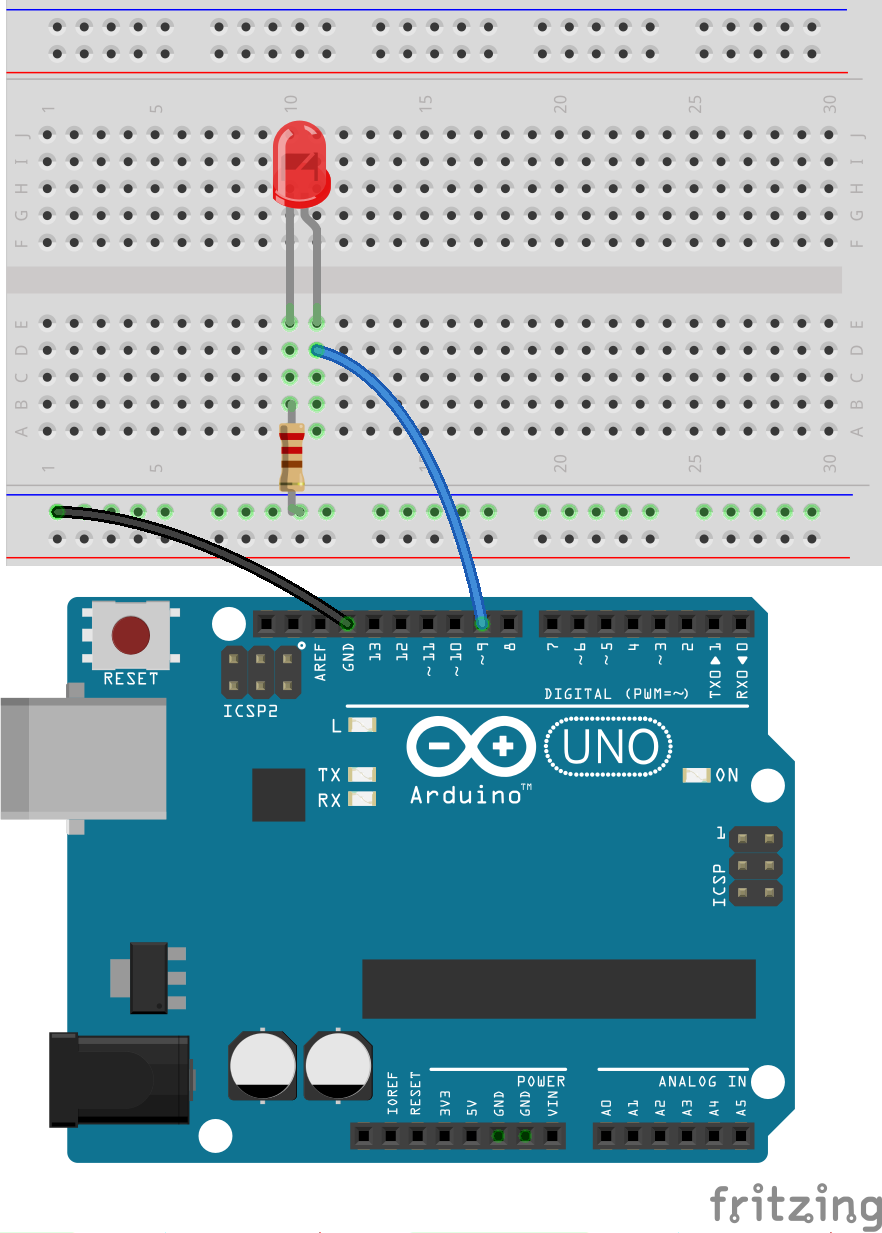 1 5 10 15 20 25 30
J J
I I
H H
G G
F F
E E
D D
C C
B B
A A
1 5 20 25 30
RESET
AREF
GND
13
12
~11
~10
~9
8
7
~6
~5
4
~3
2
TX0▶1
RX0◀0
ICSP2
DIGITAL (PWM=~)
L
TX
RX
UNO
Arduino™
ON
1
ICSP
IOREF
RESET
3V3
5V
GND
GND
VIN
POWER
ANALOG IN
A0
A1
A2
A3
A4
A5
fritzing